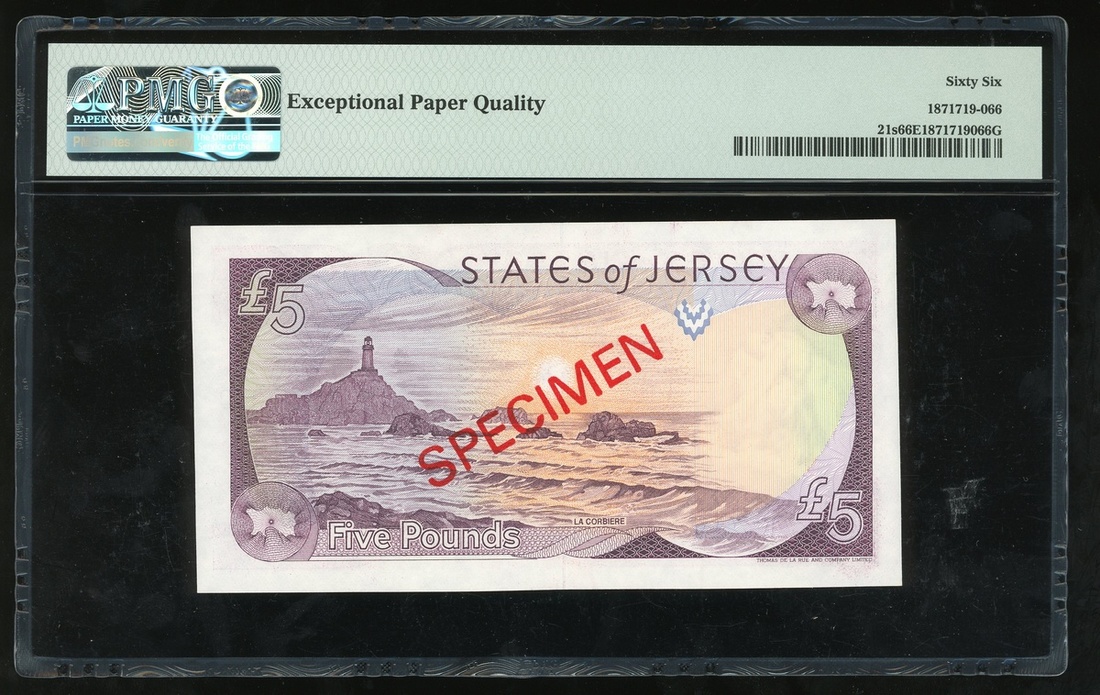 PMG
PAPER MONEY GUARANTY
Exceptional Paper Quality
Sixty Six
1871719-066
21s66E1871719066G
STATES of JERSEY
£5
SPECIMEN
LA CORBIERE
£5
Five Pounds
THOMAS DE LA RUE AND COMPANY LIMITED